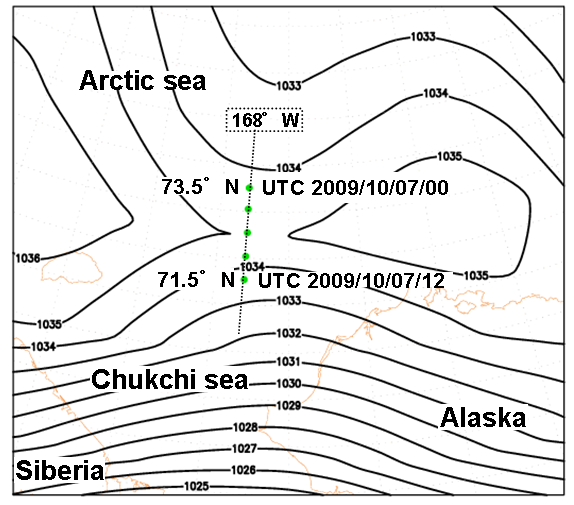 1033
Arctic sea
1033
1034
168° W
1035
1034
73.5° N UTC 2009/10/07/00
1036
1034
1035
71.5° N UTC 2009/10/07/12
1033
1035
1032
1034
1031
Chukchi sea
1030
1029
Alaska
1028
1027
Siberia
1026
1025